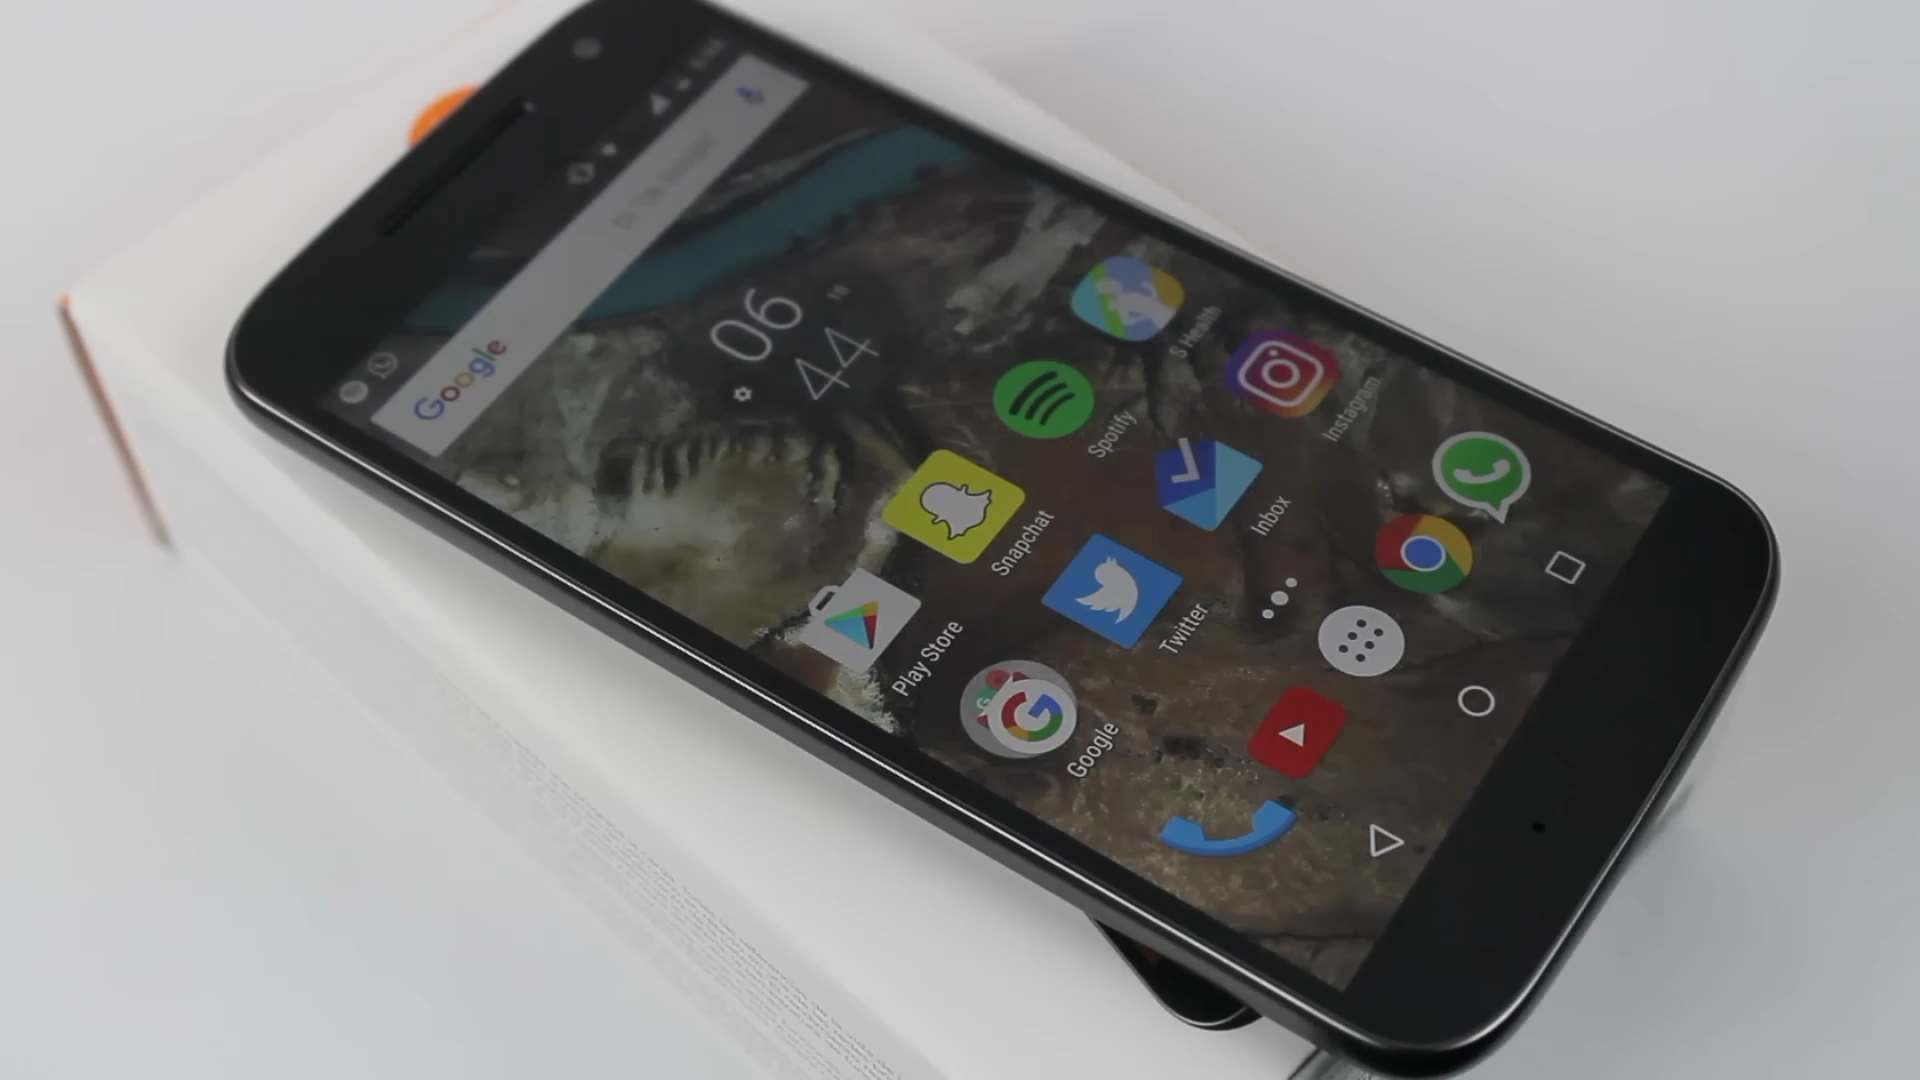 Google
06
44
S Health
Spotify
Instagram
Snapchat
Inbox
Play Store
Twitter
Google